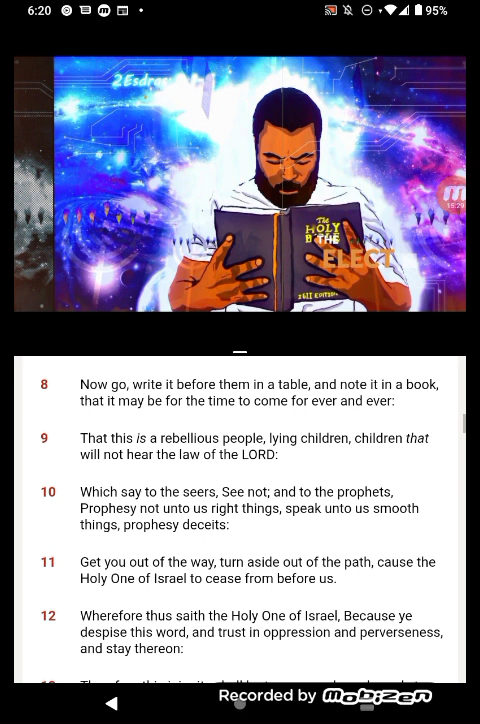 6:20
95%
2Esdras
15:29
The
HOLY
B THE
ELECT
1611 EDITION
8 Now go, write it before them in a table, and note it in a book,
that it may be for the time to come for ever and ever:
9 That this is a rebellious people, lying children, children that
will not hear the law of the LORD:
10 Which say to the seers, See not; and to the prophets,
Prophesy not unto us right things, speak unto us smooth
things, prophesy deceits:
11 Get you out of the way, turn aside out of the path, cause the
Holy One of Israel to cease from before us.
12 Wherefore thus saith the Holy One of Israel, Because ye
despise this word, and trust in oppression and perverseness,
and stay thereon:
Recorded by Mobizen